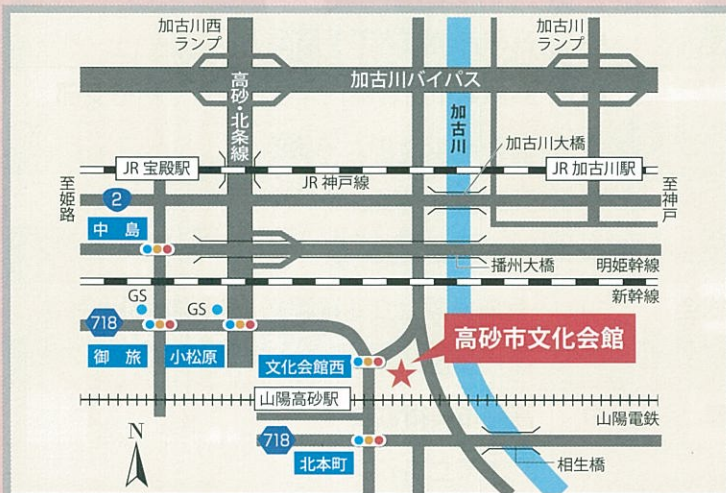 加古川西
ランプ
加古川
ランプ
高砂・北条線
加古川バイパス
加古川
加古川大橋
JR 宝殿駅
JR 神戸線
JR 加古川駅
至姫路
至神戸
2
中島
播州大橋
明姫幹線
新幹線
GS
GS
718
御旅
小松原
文化会館西
高砂市文化会館
山陽高砂駅
山陽電鉄
N
718
北本町
相生橋